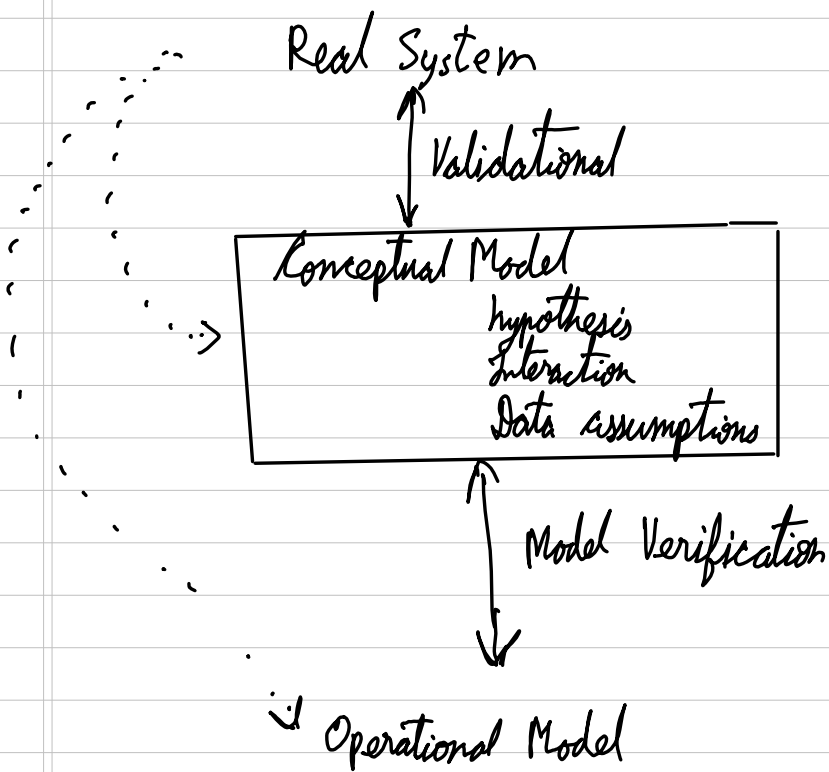 Real System
Validational
Conceptual Model
hypothesis
Interaction
Data assumptions
Model Verification
Operational Model